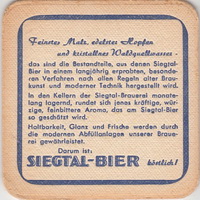 Feinstes Malz, edelster Hopfen
und kristallnes Waldquellwasser -
das sind die Bestandteile, aus denen Siegtal-
Bier in einem langjährig erprobten, besonde-
ren Verfahren nach allen Regeln alter Brau-
kunst und moderner Technik hergestellt wird.
In den Kellern der Siegtal-Brauerei monate-
lang lagernd, rundet sich jenes kräftige, wür-
zige, feinbittere Aroma, das am Siegtal-Bier
so geschätzt wird.
Haltbarkeit, Glanz und Frische werden durch
die modernen Abfüllanlagen unserer Braue-
rei gewährleistet.
Darum ist:
SIEGTAL-BIER köstlich!